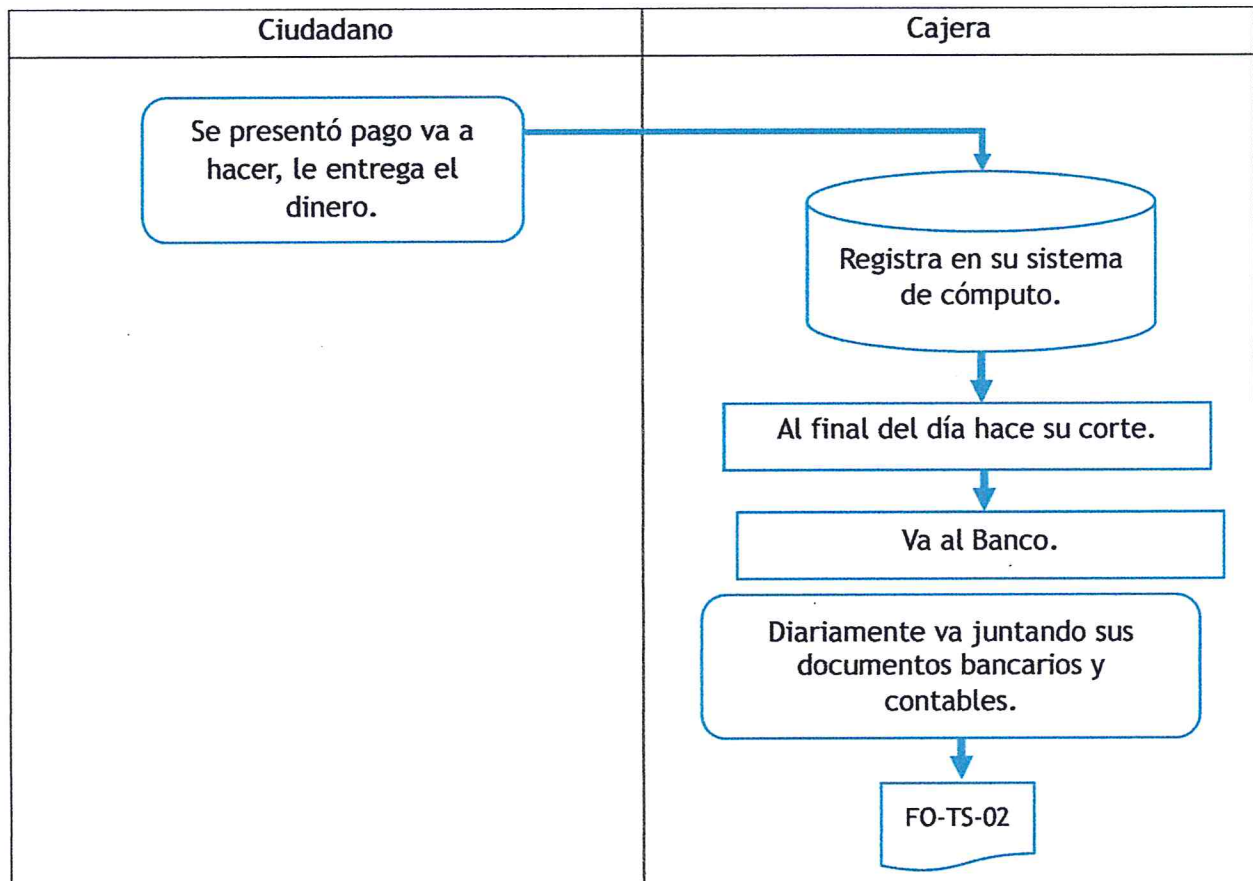 Ciudadano
Cajera
Se presentó pago va a
hacer, le entrega el
dinero.
Registra en su sistema
de cómputo.
Al final del día hace su corte.
Va al Banco.
Diariamente va juntando sus
documentos bancarios y
contables.
FO-TS-02